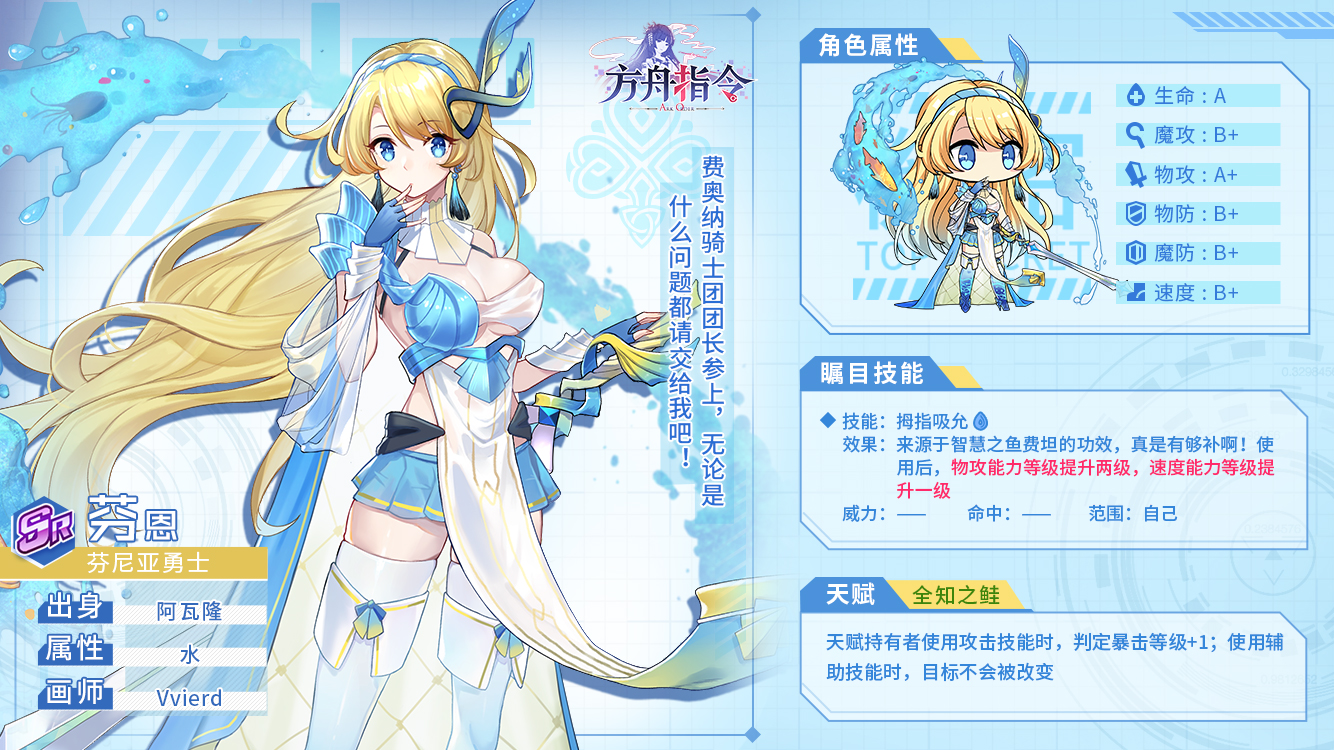 方舟指令
ARK ORDER
费奥纳骑士团团长参上，无论是
什么问题都请交给我吧！
SR
芬恩
芬尼亚勇士
出身 阿瓦隆
属性 水
画师 Vvierd
角色属性
生命：A
魔攻：B+
物攻：A+
物防：B+
魔防：B+
速度：B+
瞩目技能
技能：拇指吸允
效果：来源于智慧之鱼费坦的功效，真是有够补啊！使
用后，物攻能力等级提升两级，速度能力等级提
升一级
威力：—— 命中：—— 范围：自己
天赋 全知之鲑
天赋持有者使用攻击技能时，判定暴击等级+1；使用辅
助技能时，目标不会被改变